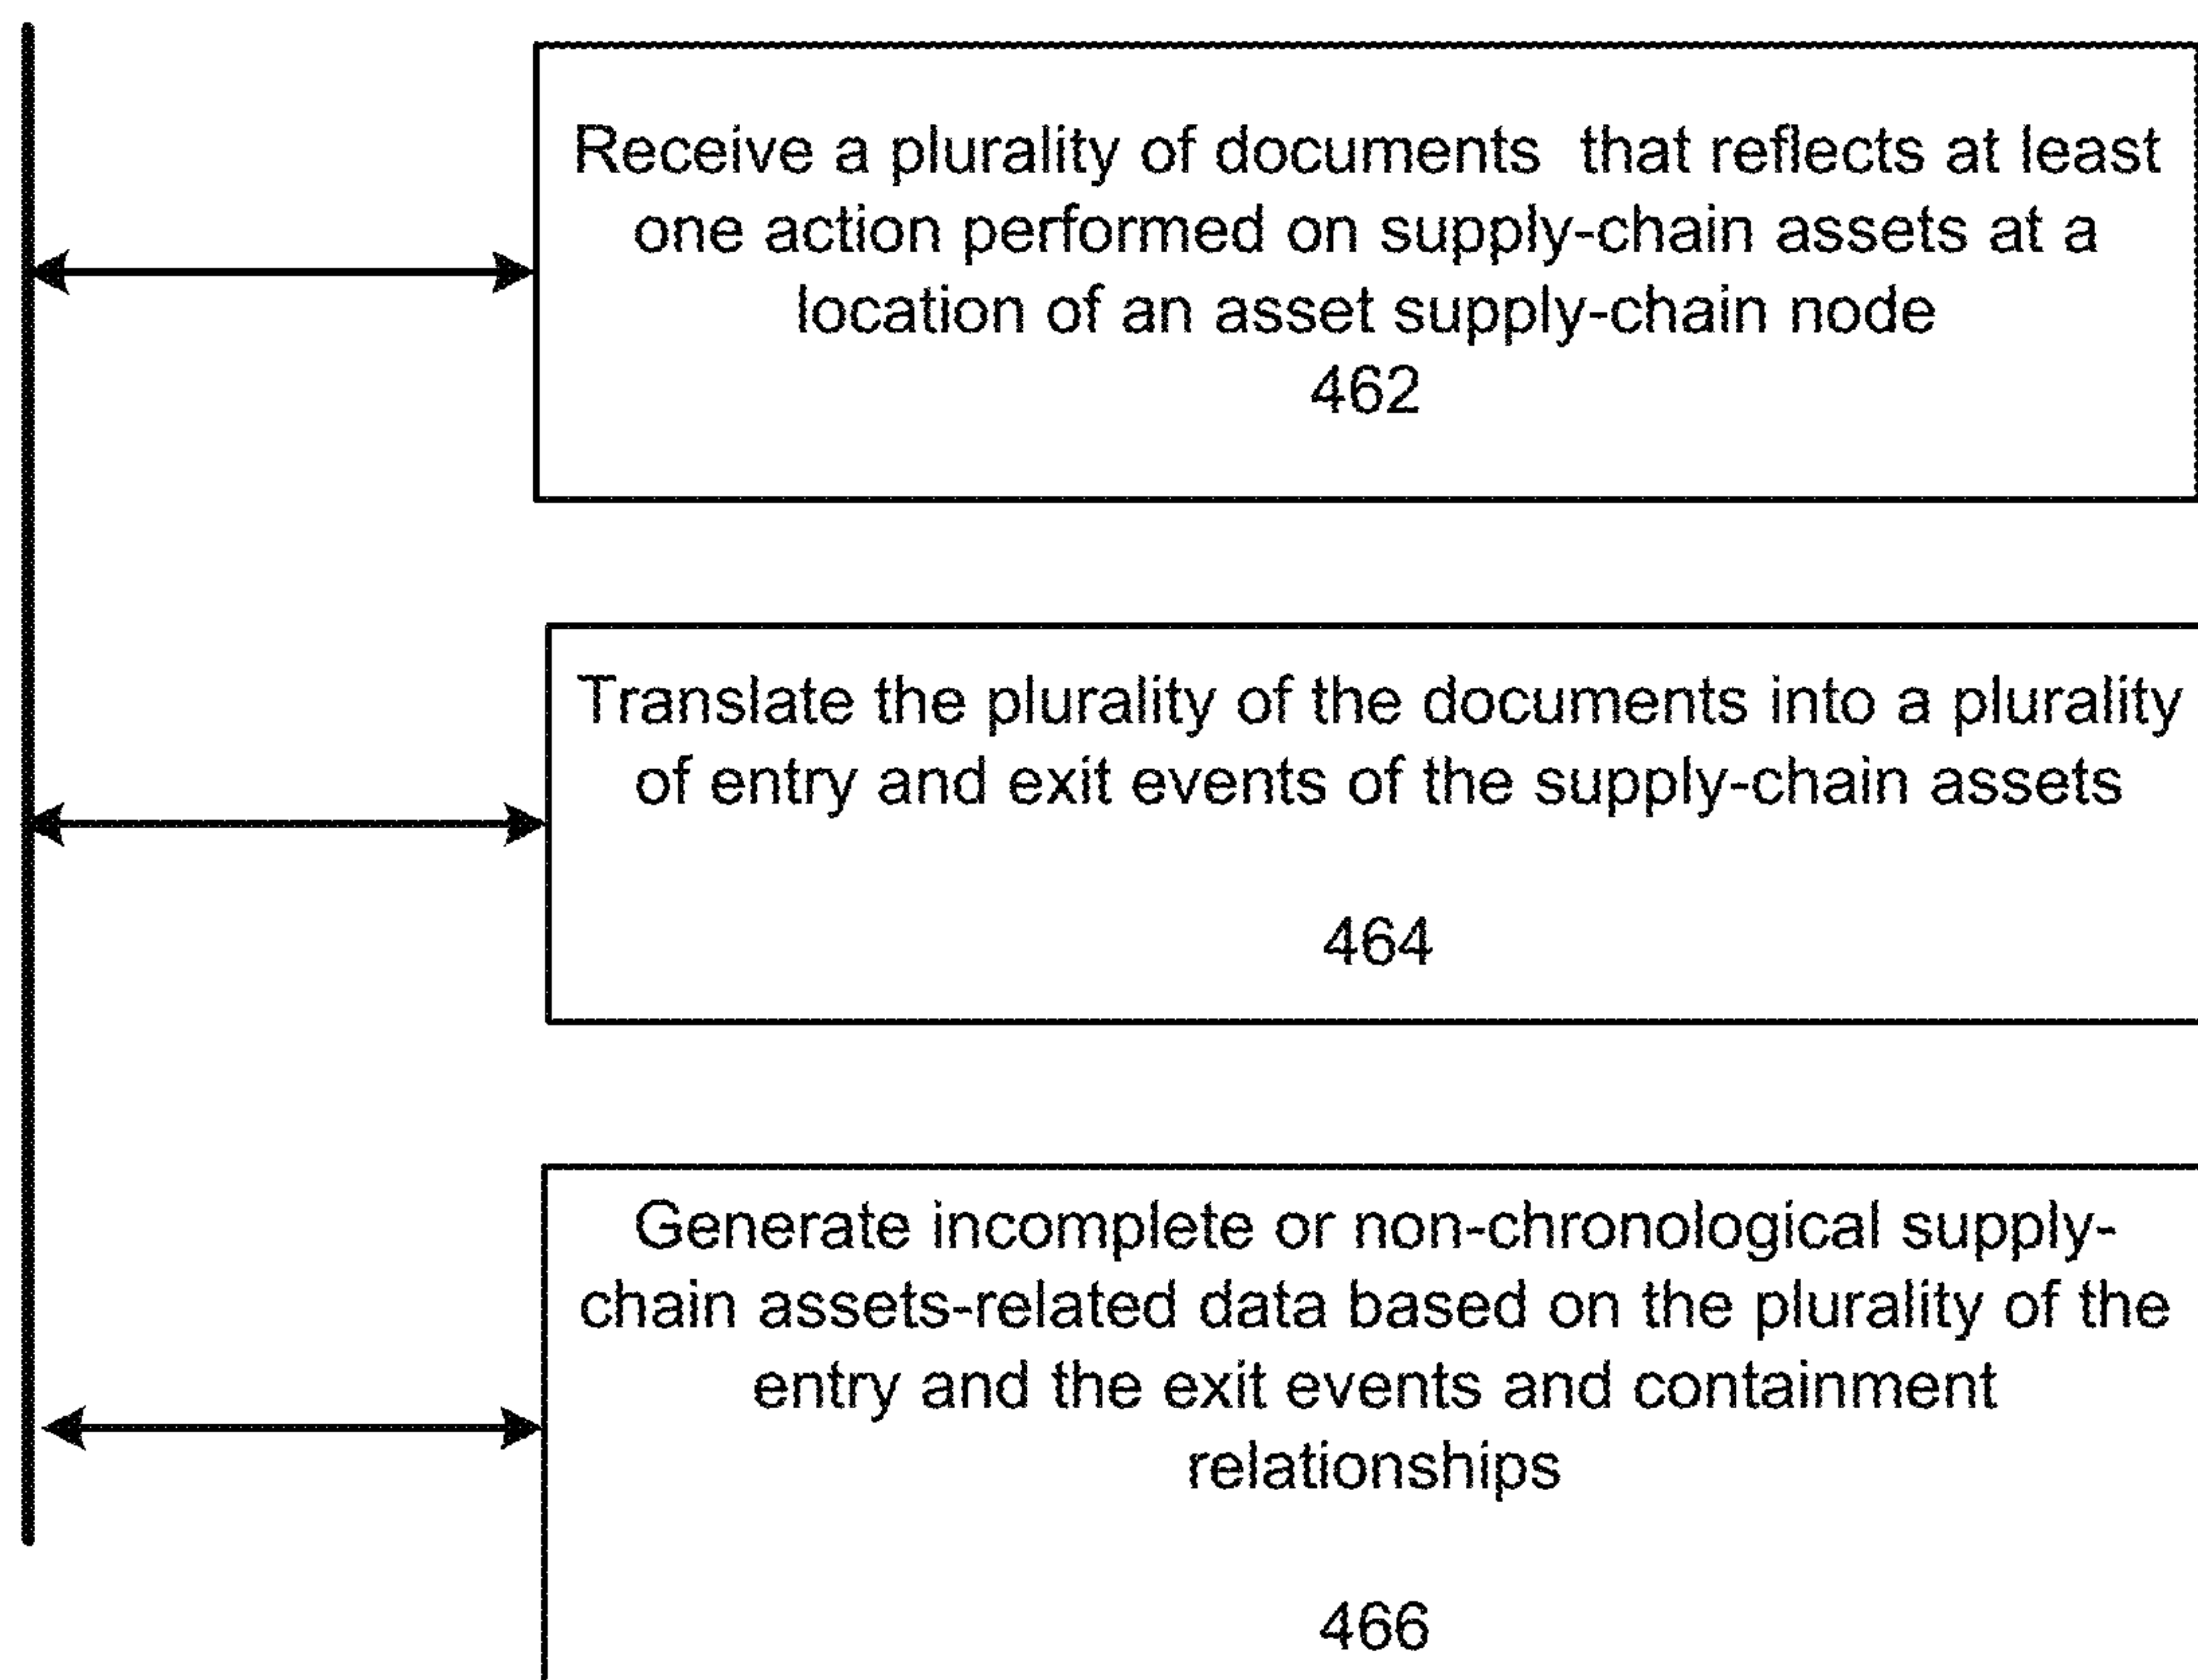 Receive a plurality of documents  that reflects at least
one action performed on supply-chain assets at a
location of an asset supply-chain node
462
Translate the plurality of the documents into a plurality
of entry and exit events of the supply-chain assets
464
Generate incomplete or non-chronological supply-
chain assets-related data based on the plurality of the
entry and the exit events and containment
relationships
466